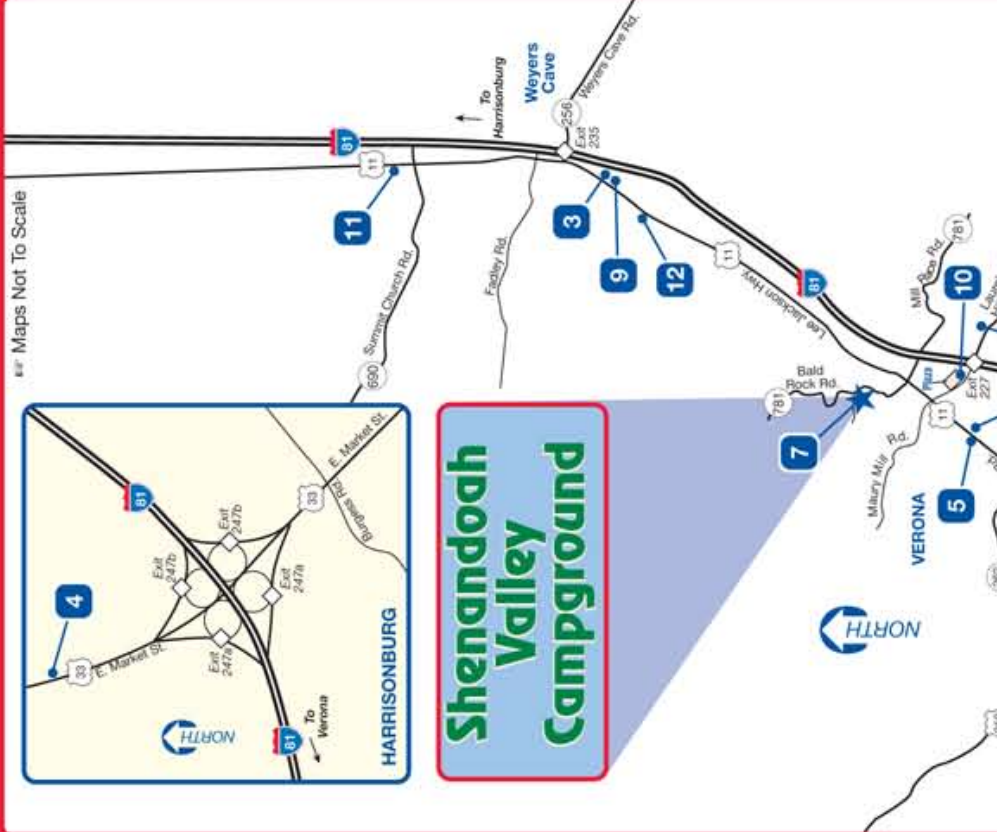 Maps Not To Scale
81
33
E. Market St.
4
Exit
247b
Exit
247b
Exit
247a
Exit
247a
Burgess Rd.
33
E. Market St.
NORTH
81
To
Verona
HARRISONBURG
Shenandoah
Valley
Campground
81
11
11
690
Summit Church Rd.
To
Harrisonburg
Weyers
Cave
256
Weyers Cave Rd.
Exit
235
Fadley Rd.
3
9
12
11
Lee Jackson Hwy.
81
781
Bald
Rock Rd.
7
Mill Race Rd.
781
10
Exit
227
11
Maury Mill Rd.
VERONA
5
NORTH